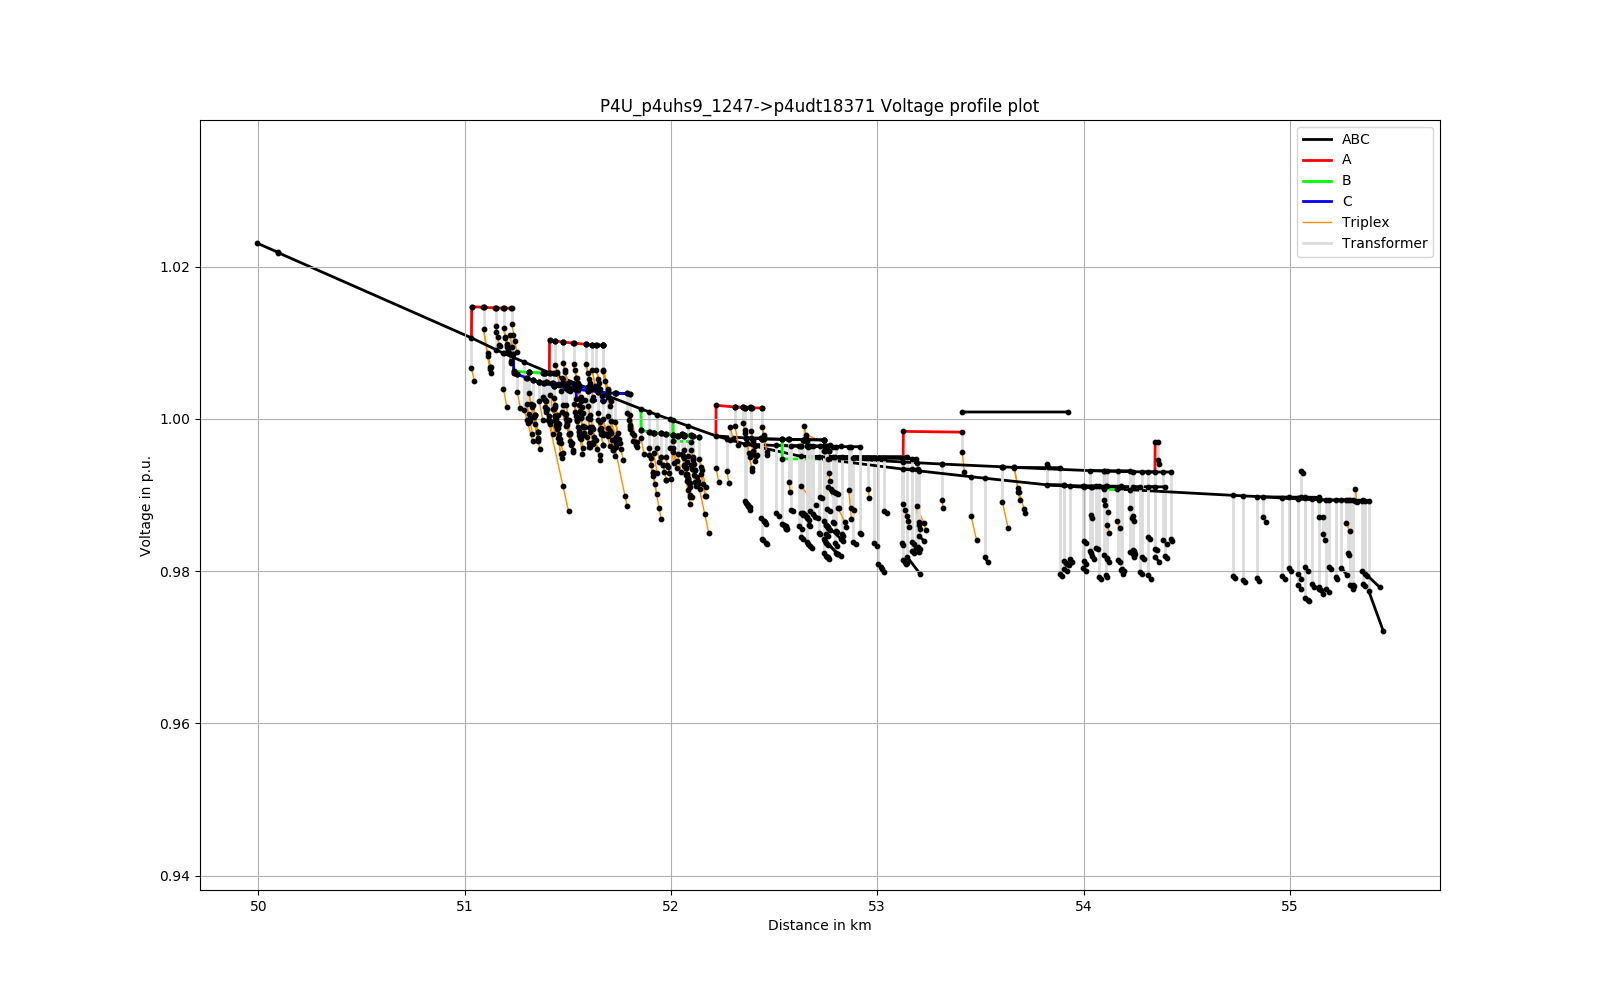 P4U_p4uhs9_1247->p4udt18371 Voltage profile plot
ABC
A
B
C
Triplex
Transformer
Voltage in p.u.
1.02
1.00
0.98
0.96
0.94
50 51 52 53 54 55
Distance in km